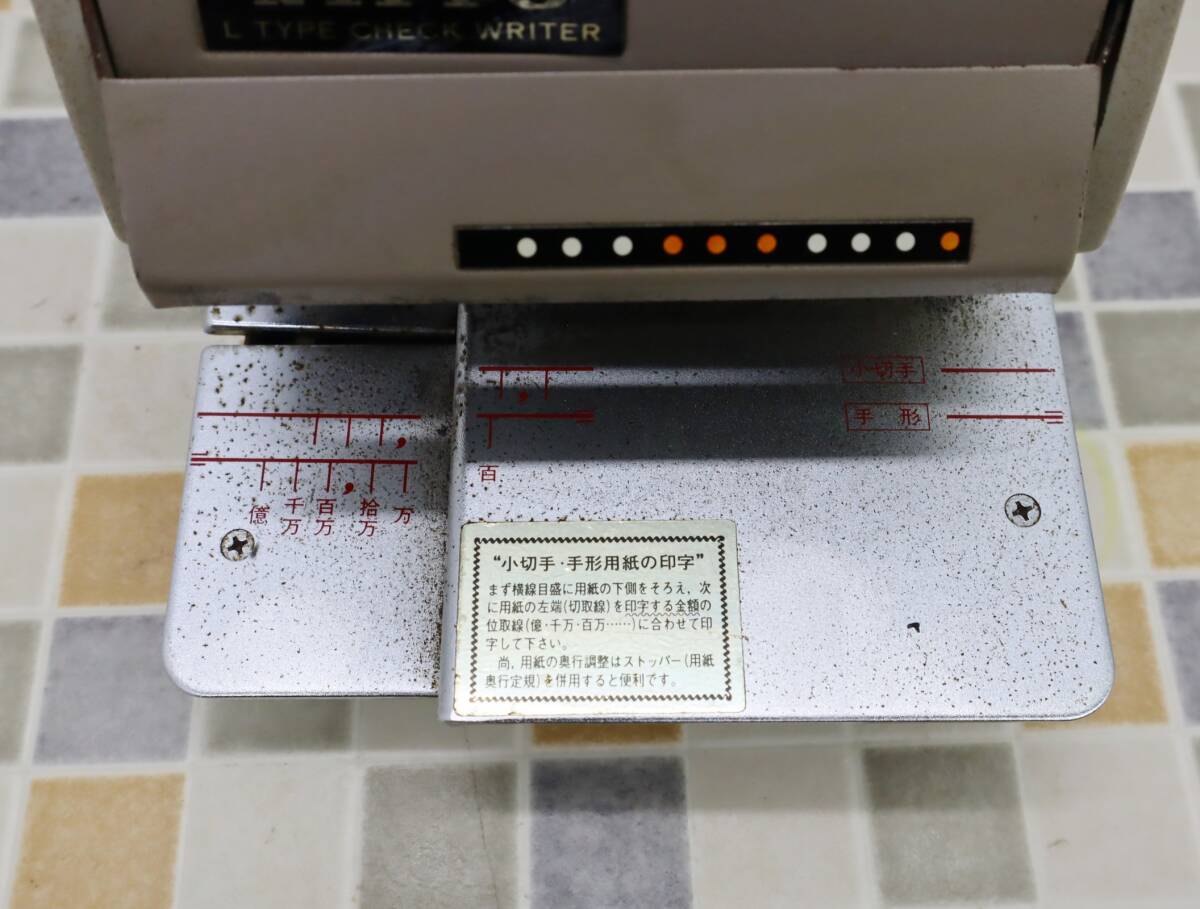 L TYPE CHECK WRITER
小切手
手形
百
億 千万 百万 拾万 万
“小切手・手形用紙の印字”
まず横線目盛に用紙の下側をそろえ、次
に用紙の左端(切取線)を印字する金額の
位取線(億・千万・百万……)に合わせて印
字して下さい。
尚,用紙の奥行調整はストッパー(用紙
奥行定規)を併用すると便利です。